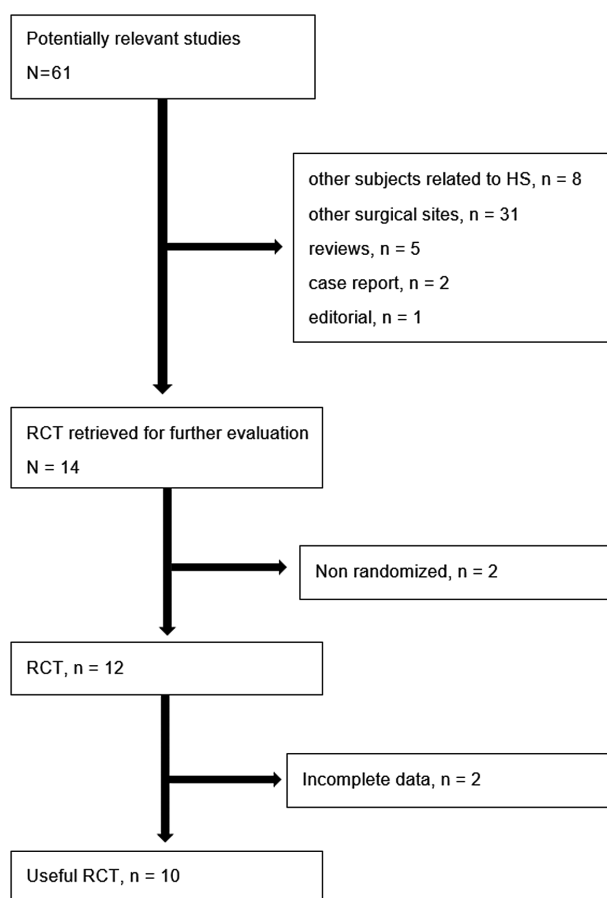 Potentially relevant studies
N=61
other subjects related to HS, n = 8
other surgical sites, n = 31
reviews, n = 5
case report, n = 2
editorial, n = 1
RCT retrieved for further evaluation
N = 14
Non randomized, n = 2
RCT, n = 12
Incomplete data, n = 2
Useful RCT, n = 10